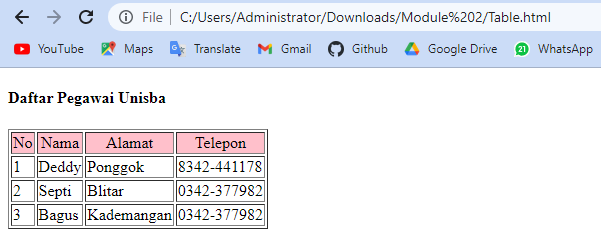 File C:/Users/Administrator/Downloads/Module%202/Table.html
YouTube Maps Translate Gmail Github Google Drive 21 WhatsApp
Daftar Pegawai Unisba
No Nama Alamat Telepon
1 Deddy Ponggok 8342-441178
2 Septi Blitar 0342-377982
3 Bagus Kademangan 0342-377982